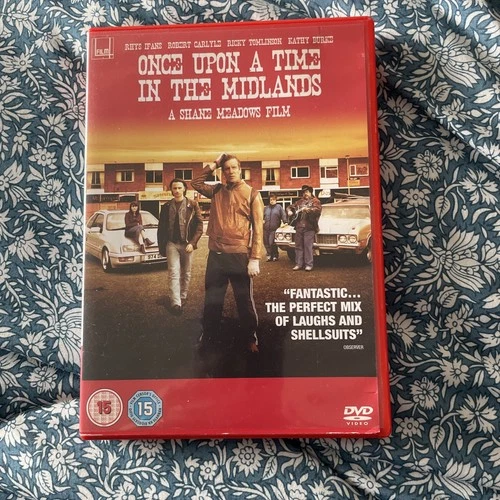 FILM
RHYS IFANS ROBERT CARLYLE RICKY TOMLINSON KATHY BURKE
ONCE UPON A TIME
IN THE MIDLANDS
A SHANE MEADOWS FILM
"FANTASTIC...
THE PERFECT MIX
OF LAUGHS AND
SHELLSUITS"
OBSERVER
15
15
DVD
VIDEO